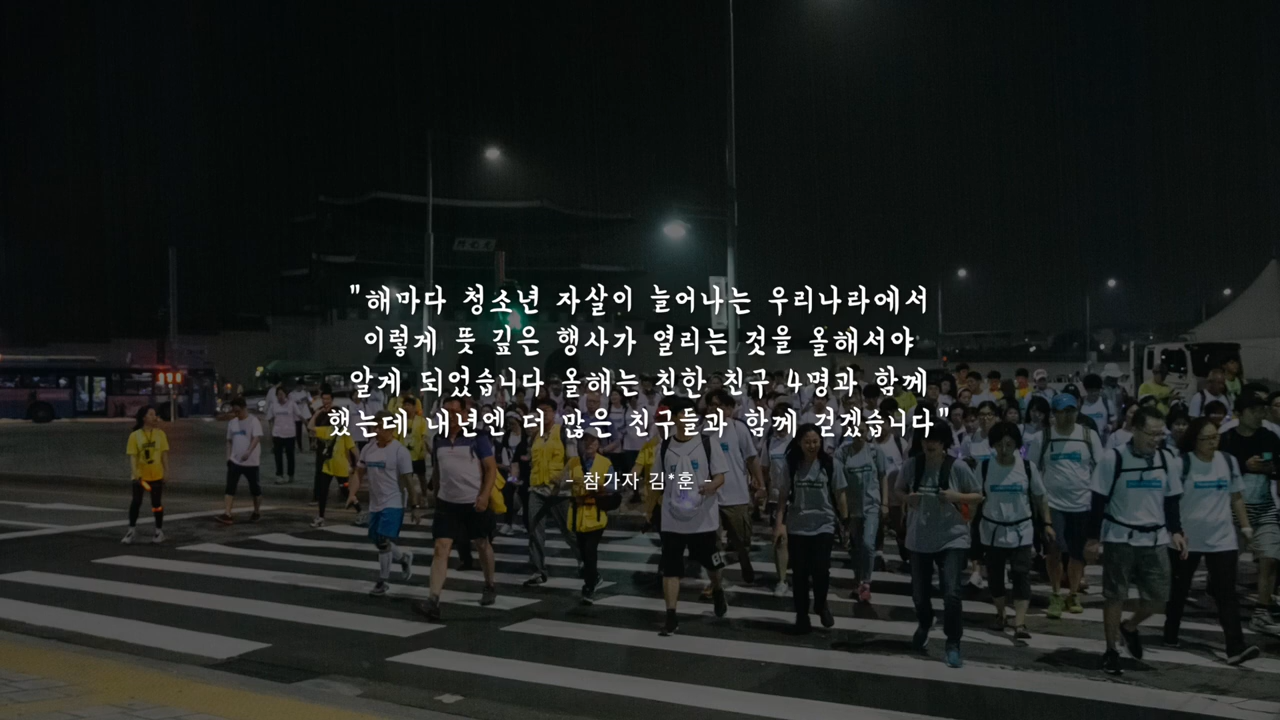 "해마다 청소년 자살이 늘어나는 우리나라에서
이렇게 뜻 깊은 행사가 열리는 것을 올해서야
알게 되었습니다 올해는 친한 친구 4명과 함께
했는데 내년엔 더 많은 친구들과 함께 걷겠습니다"
- 참가자 김*훈 -